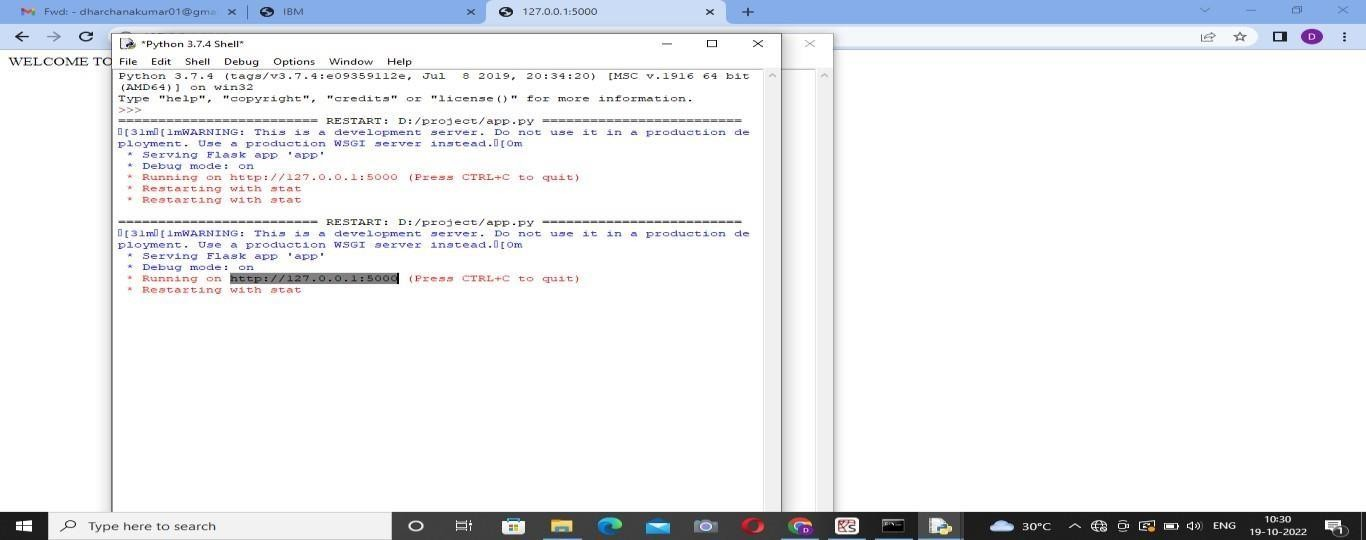 Fwd: - dharchanakumar01@gma
IBM
127.0.0.1:5000
WELCOME TO
*Python 3.7.4 Shell*
File Edit Shell Debug Options Window Help
Python 3.7.4 (tags/v3.7.4:e09359112e, Jul 8 2019, 20:34:20) [MSC v.1916 64 bit
(AMD64)] on win32
Type "help", "copyright", "credits" or "license()" for more information.
>>>
========================= RESTART: D:/project/app.py =========================
[31m[1mWARNING: This is a development server. Do not use it in a production de
ployment. Use a production WSGI server instead.[0m
* Serving Flask app 'app'
* Debug mode: on
* Running on http://127.0.0.1:5000 (Press CTRL+C to quit)
* Restarting with stat
* Restarting with stat
========================= RESTART: D:/project/app.py =========================
[31m[1mWARNING: This is a development server. Do not use it in a production de
ployment. Use a production WSGI server instead.[0m
* Serving Flask app 'app'
* Debug mode: on
* Running on http://127.0.0.1:5000 (Press CTRL+C to quit)
* Restarting with stat
D
Type here to search
30°C
ENG
10:30
19-10-2022
1